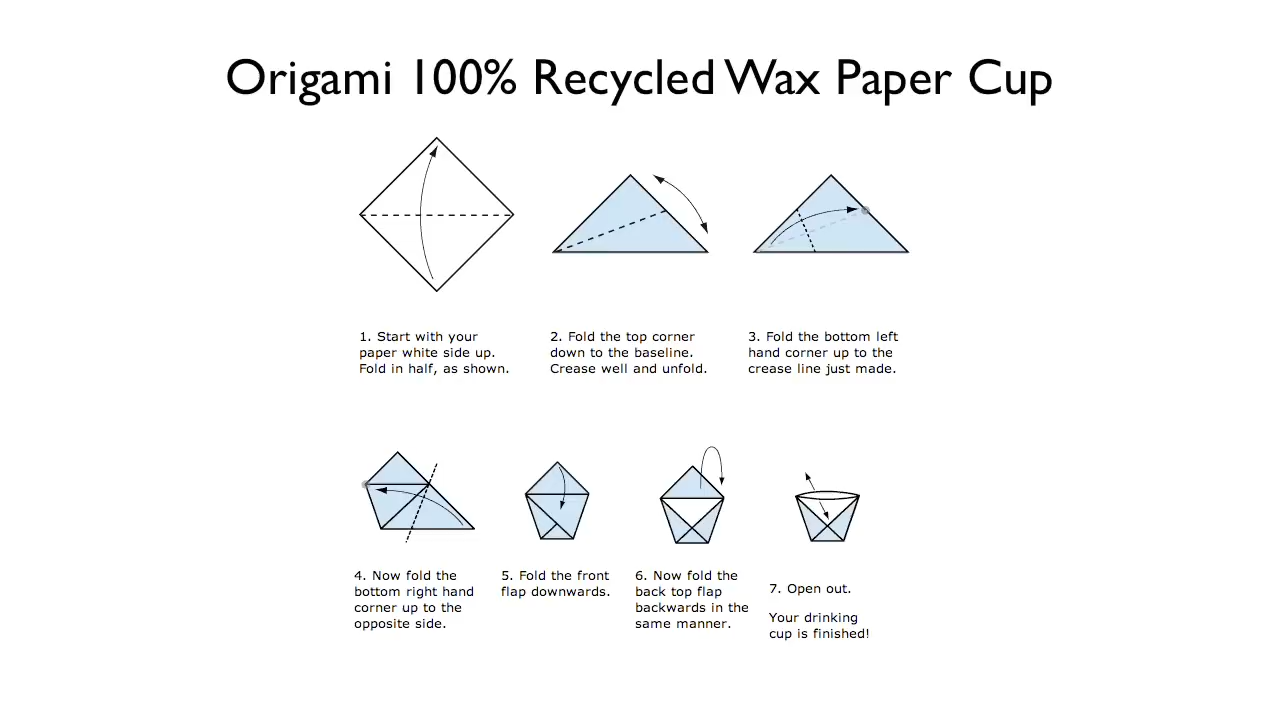 Origami 100% Recycled Wax Paper Cup
1. Start with your
paper white side up.
Fold in half, as shown.
2. Fold the top corner
down to the baseline.
Crease well and unfold.
3. Fold the bottom left
hand corner up to the
crease line just made.
4. Now fold the
bottom right hand
corner up to the
opposite side.
5. Fold the front
flap downwards.
6. Now fold the
back top flap
backwards in the
same manner.
7. Open out.
Your drinking
cup is finished!